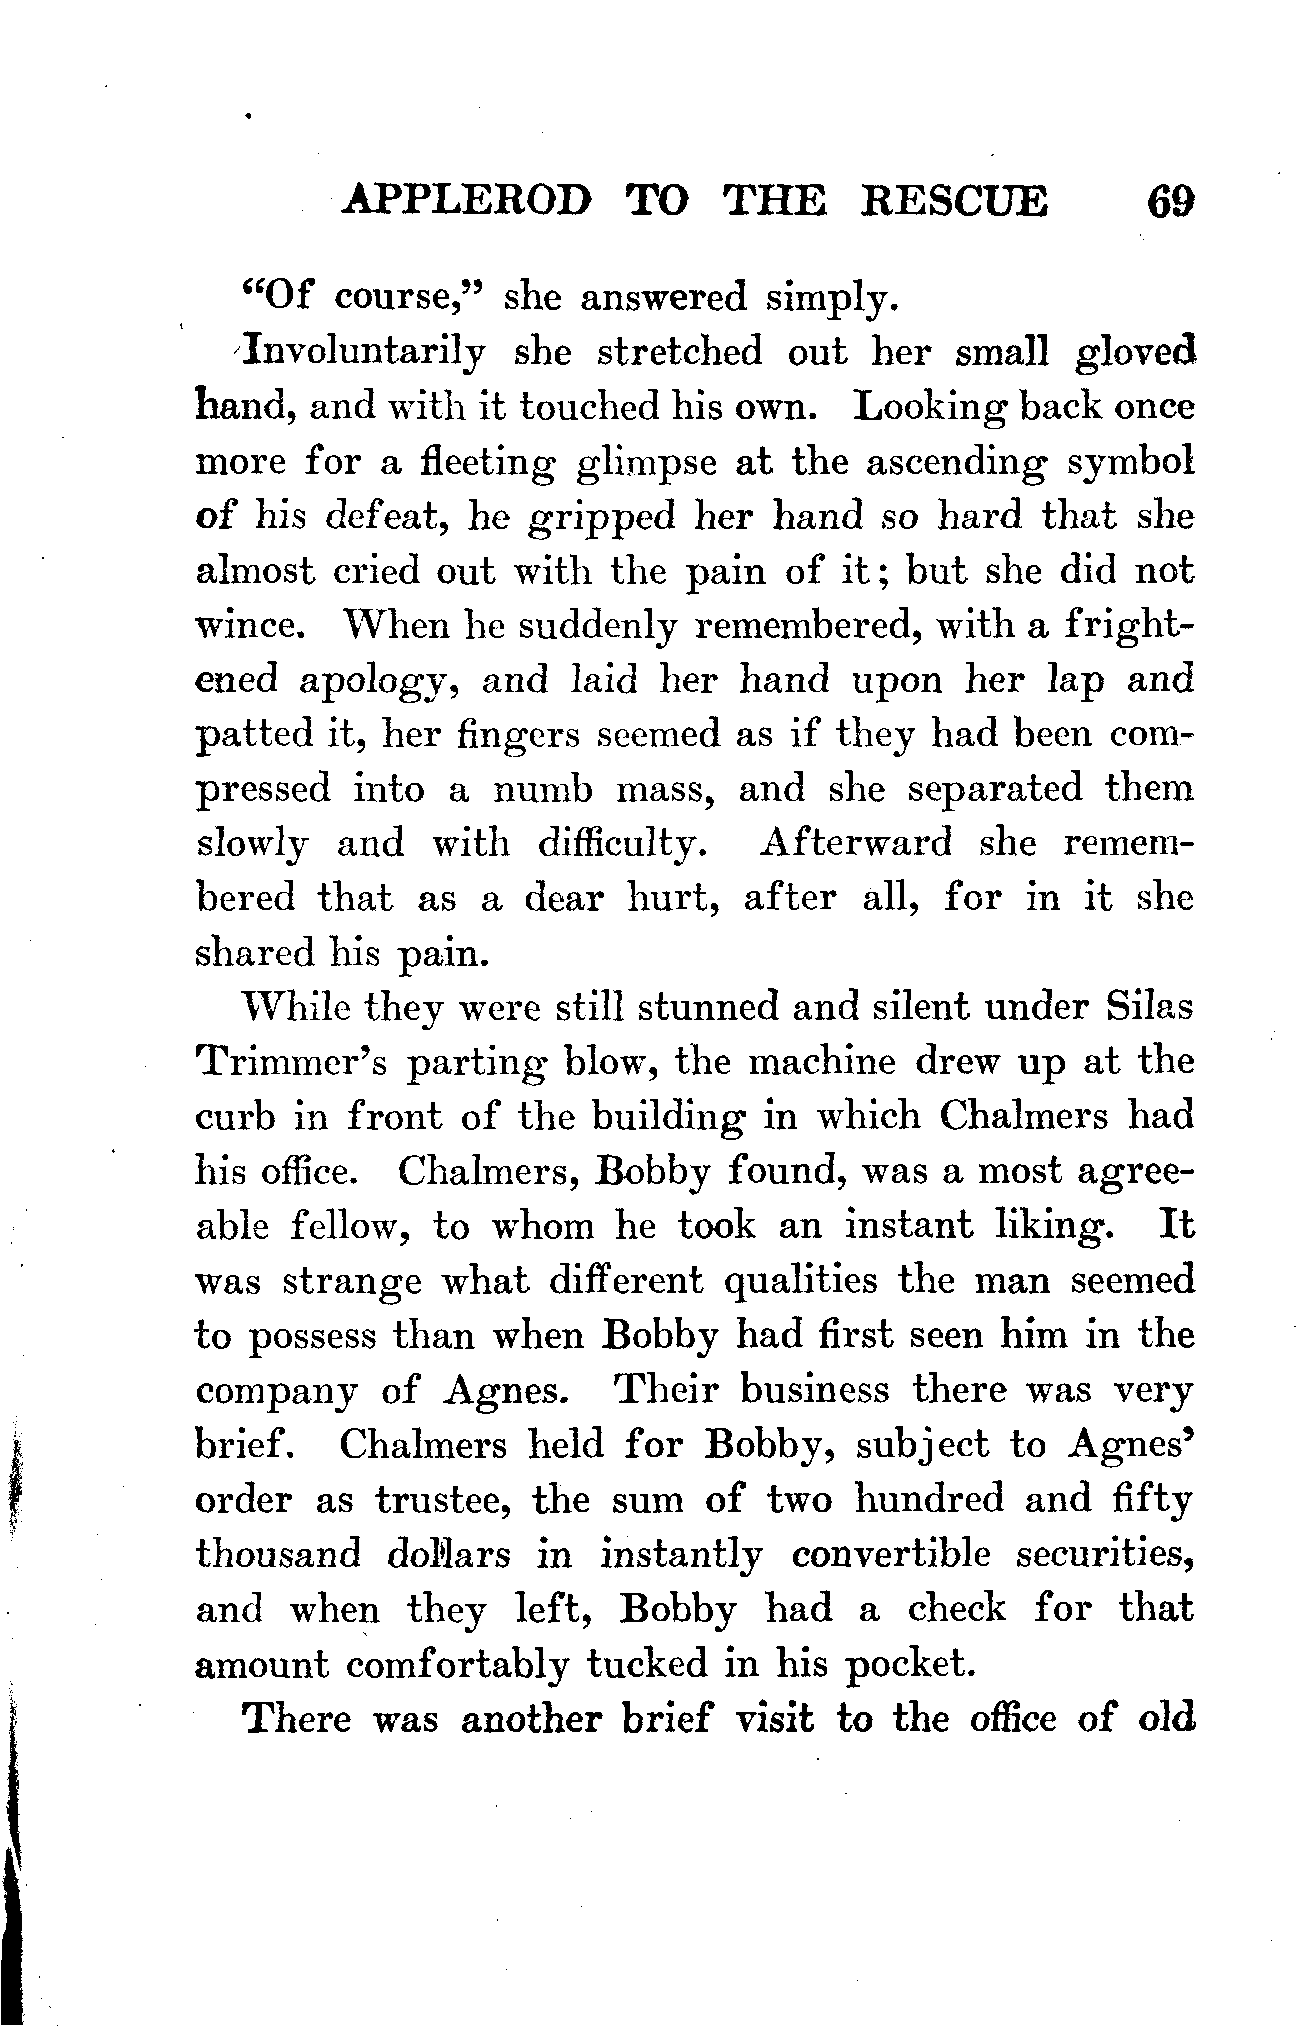 APPLEROD TO THE RESCUE 69
“Of course,” she answered simply.
Involuntarily she stretched out her small gloved
hand, and with it touched his own. Looking back once
more for a fleeting glimpse at the ascending symbol
of his defeat, he gripped her hand so hard that she
almost cried out with the pain of it; but she did not
wince. When he suddenly remembered, with a fright-
ened apology, and laid her hand upon her lap and
patted it, her fingers seemed as if they had been com-
pressed into a numb mass, and she separated them
slowly and with difficulty. Afterward she remem-
bered that as a dear hurt, after all, for in it she
shared his pain.
While they were still stunned and silent under Silas
Trimmer’s parting blow, the machine drew up at the
curb in front of the building in which Chalmers had
his office. Chalmers, Bobby found, was a most agree-
able fellow, to whom he took an instant liking. It
was strange what different qualities the man seemed
to possess than when Bobby had first seen him in the
company of Agnes. Their business there was very
brief. Chalmers held for Bobby, subject to Agnes’
order as trustee, the sum of two hundred and fifty
thousand dollars in instantly convertible securities,
and when they left, Bobby had a check for that
amount comfortably tucked in his pocket.
There was another brief visit to the office of old